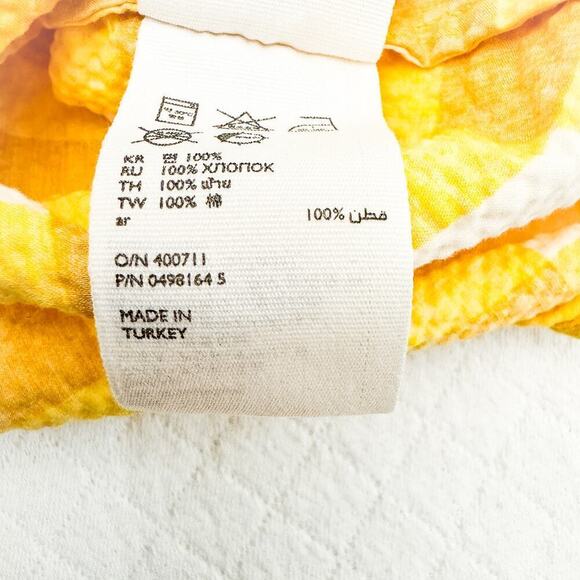 KR 면 100%
RU 100% ХЛОПОК
TH 100% ฝ้าย
TW 100% 棉
ar قطن 100%
O/N 400711
P/N 0498164 5
MADE IN
TURKEY